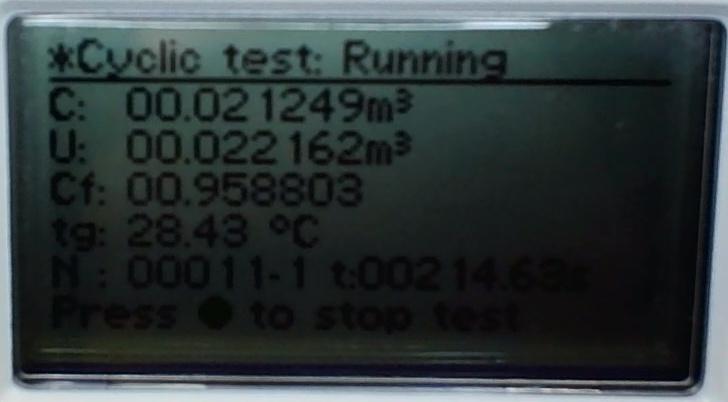 *Cyclic test: Running
C: 00.021249m³
U: 00.022162m³
Cf: 00.958803
tg: 28.43 °C
N : 00011-1 t:00214.63s
Press ● to stop test